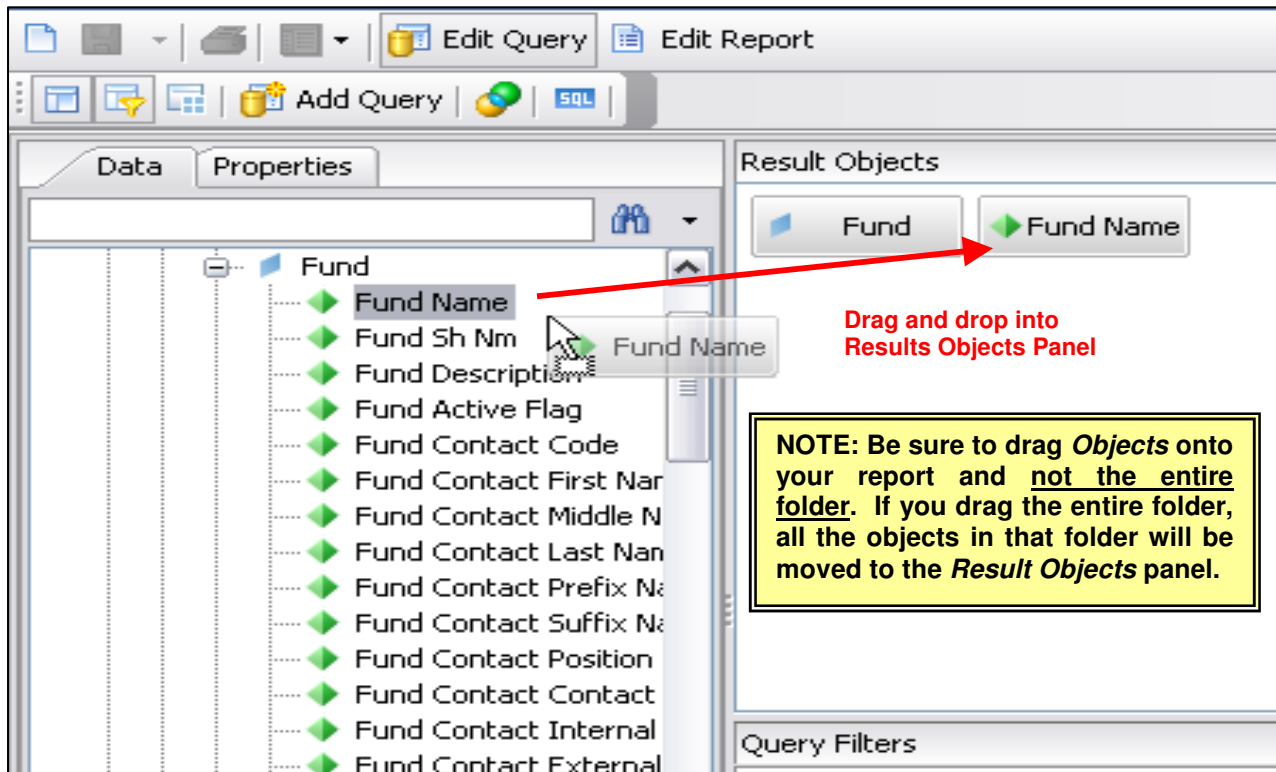 Edit Query Edit Report
Add Query SQL
Data Properties
Result Objects
Fund Fund Name
Fund
Fund Name
Fund Sh Nm
Fund Name
Fund Description
Fund Active Flag
Fund Contact Code
Fund Contact First Nar
Fund Contact Middle N
Fund Contact Last Nan
Fund Contact Prefix Na
Fund Contact Suffix Na
Fund Contact Position
Fund Contact Contact
Fund Contact Internal
Fund Contact External
Drag and drop into
Results Objects Panel
NOTE: Be sure to drag Objects onto
your report and not the entire
folder. If you drag the entire folder,
all the objects in that folder will be
moved to the Result Objects panel.
Query Filters